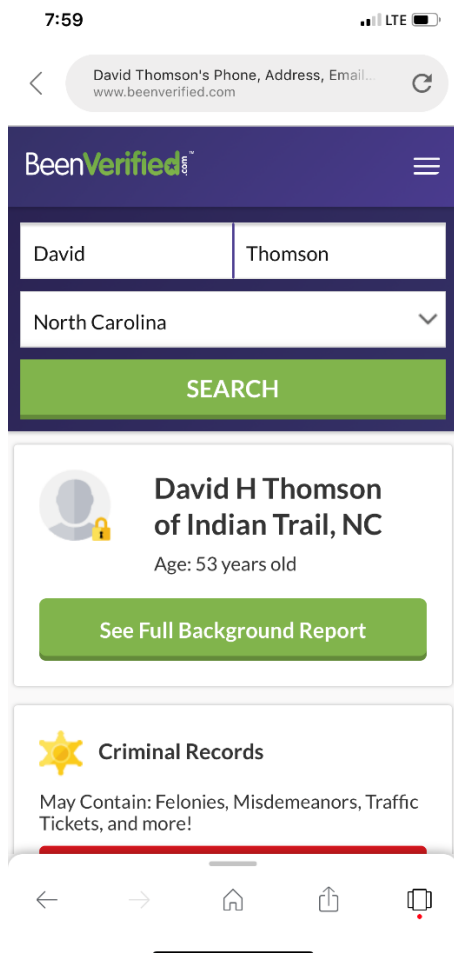 7:59
LTE
David Thomson's Phone, Address, Email...
www.beenverified.com
BeenVerified.com™
David
Thomson
North Carolina
SEARCH
David H Thomson
of Indian Trail, NC
Age: 53 years old
See Full Background Report
Criminal Records
May Contain: Felonies, Misdemeanors, Traffic
Tickets, and more!